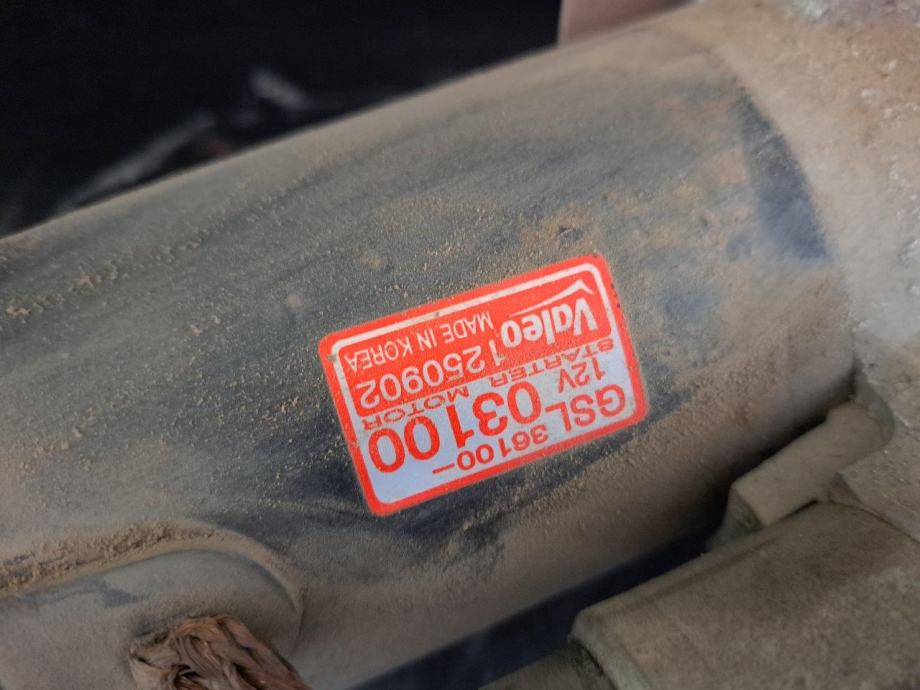 GSL 36100-
03100
12V STARTER MOTOR
1250902
Valeo MADE IN KOREA